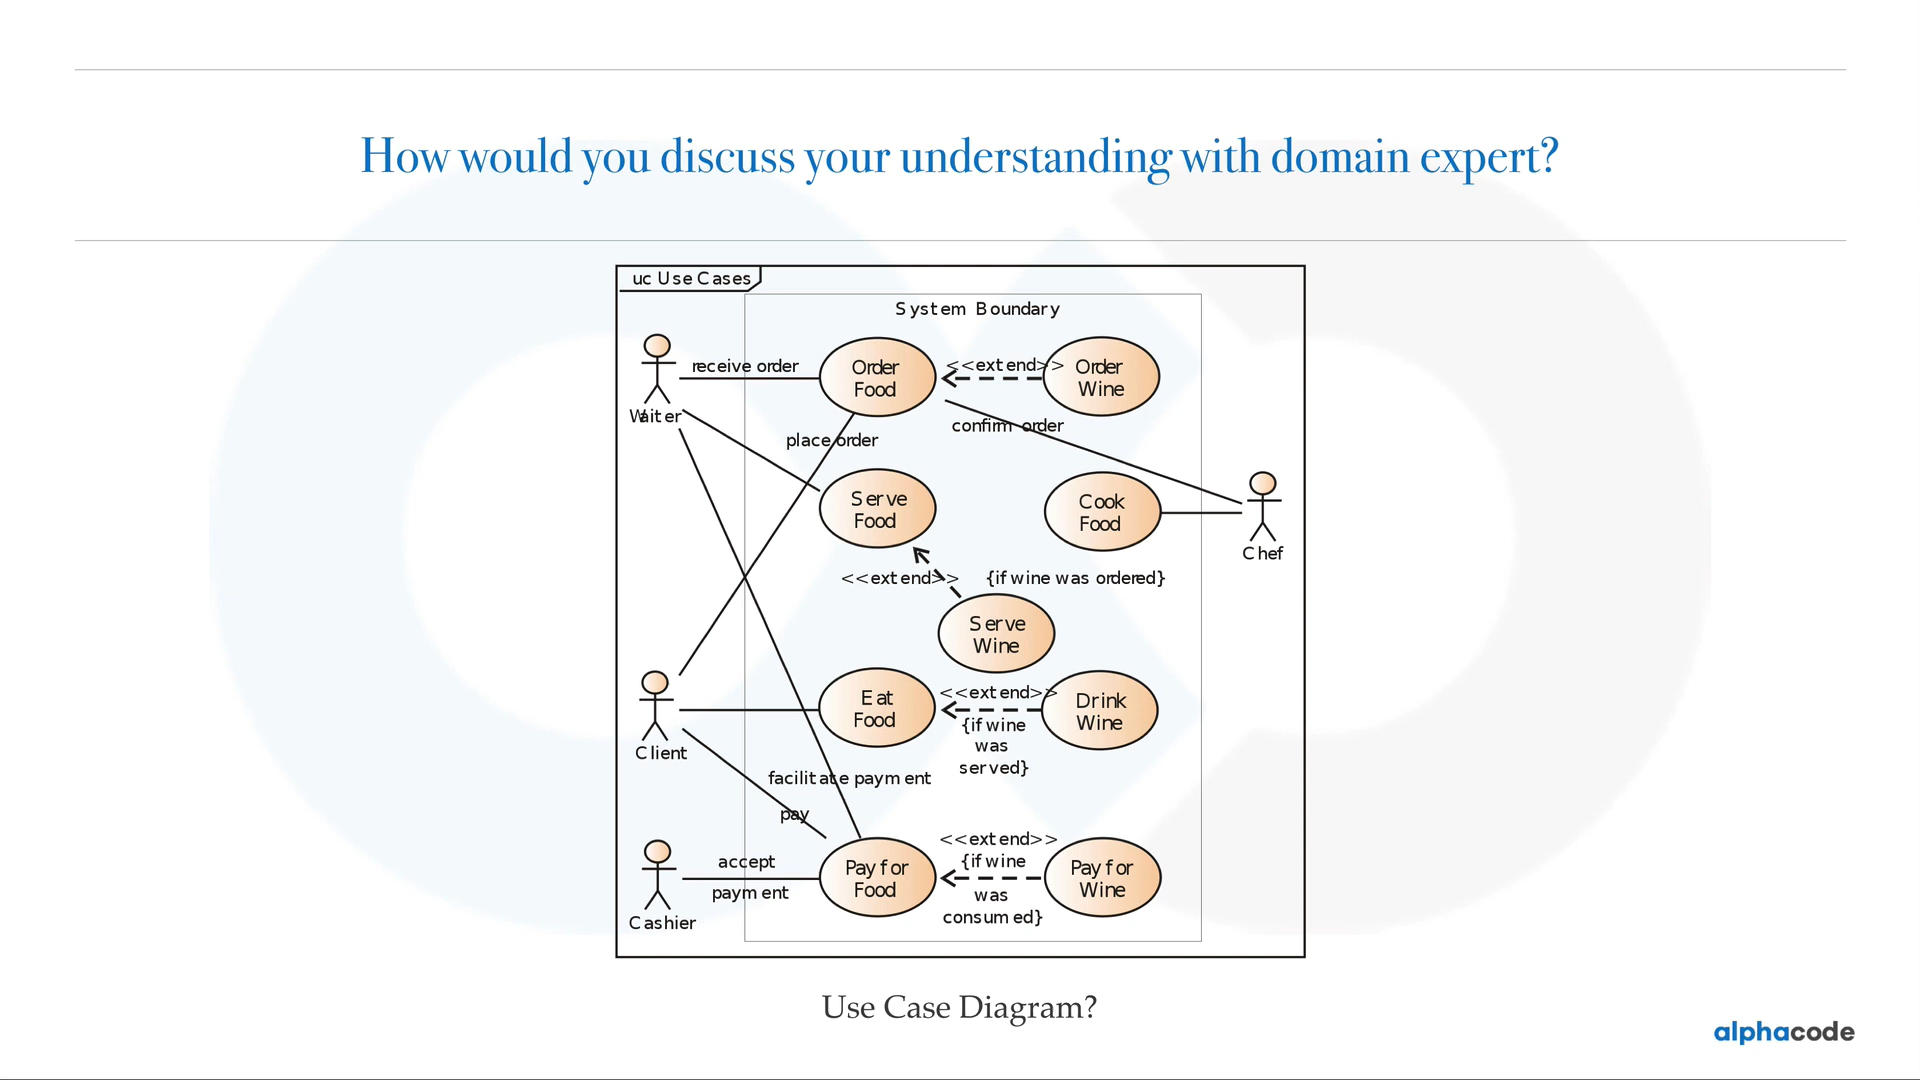 How would you discuss your understanding with domain expert?
uc Use Cases
System Boundary
receive order
Order
Food
<<extend>>
Order
Wine
Waiter
place order
confirm order
Serve
Food
Cook
Food
Chef
<<extend>>
{if wine was ordered}
Serve
Wine
Eat
Food
<<extend>>
{if wine
was
served}
Drink
Wine
Client
facilitate payment
pay
accept
payment
Pay for
Food
<<extend>>
{if wine
was
consumed}
Pay for
Wine
Cashier
Use Case Diagram?
alphacode